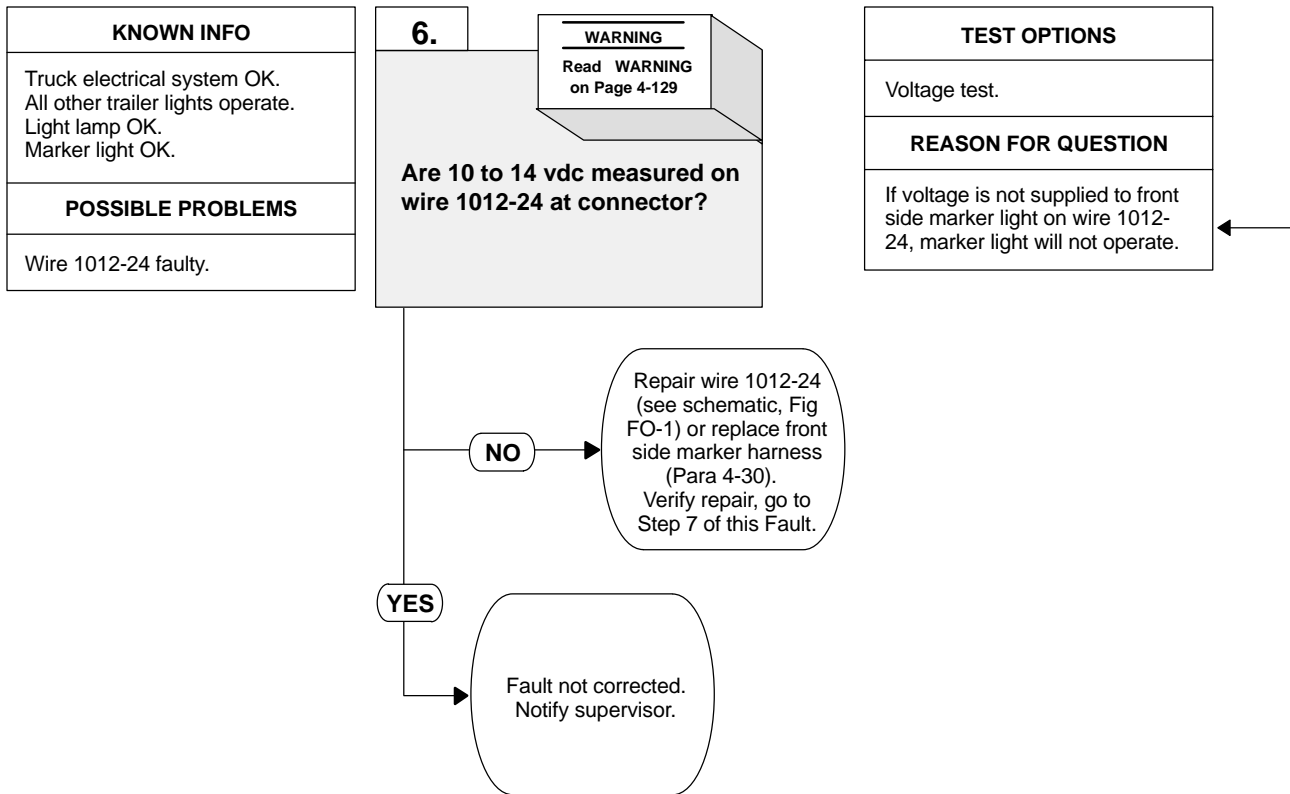 KNOWN INFO
Truck electrical system OK.
All other trailer lights operate.
Light lamp OK.
Marker light OK.
POSSIBLE PROBLEMS
Wire 1012-24 faulty.
6.
WARNING
Read WARNING
on Page 4-129
Are 10 to 14 vdc measured on
wire 1012-24 at connector?
TEST OPTIONS
Voltage test.
REASON FOR QUESTION
If voltage is not supplied to front
side marker light on wire 1012-
24, marker light will not operate.
NO
Repair wire 1012-24
(see schematic, Fig
FO-1) or replace front
side marker harness
(Para 4-30).
Verify repair, go to
Step 7 of this Fault.
YES
Fault not corrected.
Notify supervisor.